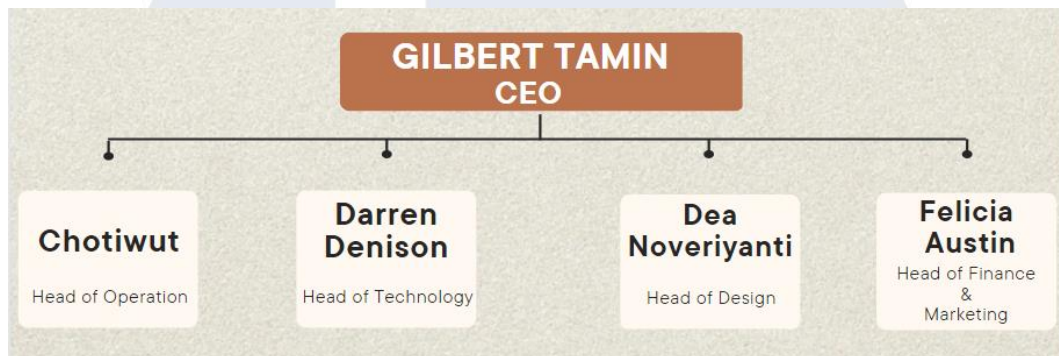 GILBERT TAMIN
CEO
Chotiwut
Head of Operation
Darren
Denison
Head of Technology
Dea
Noveriyanti
Head of Design
Felicia
Austin
Head of Finance
&
Marketing